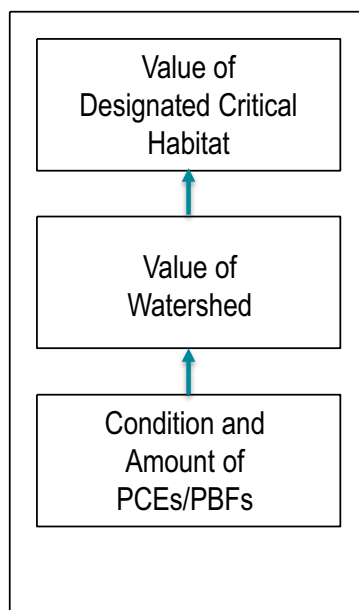 Value of
Designated Critical
Habitat
Value of
Watershed
Condition and
Amount of
PCEs/PBFs